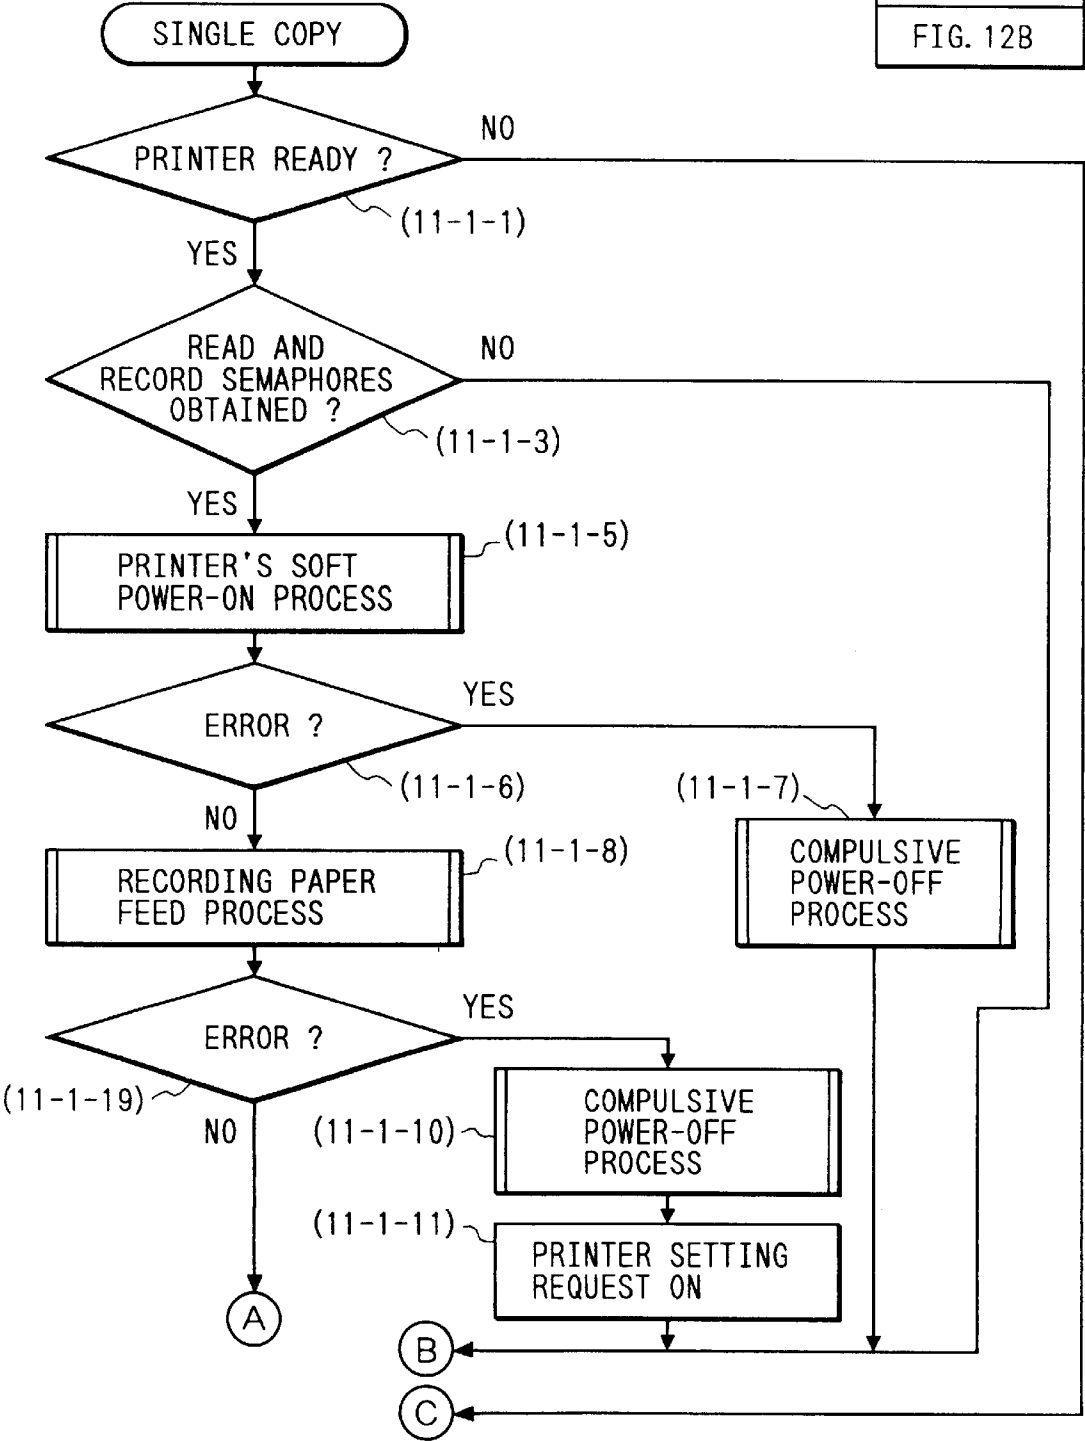 SINGLE COPY
FIG. 12B
PRINTER READY ?
NO
(11-1-1)
YES
READ AND
RECORD SEMAPHORES
OBTAINED ?
NO
(11-1-3)
YES
PRINTER'S SOFT
POWER-ON PROCESS
(11-1-5)
ERROR ?
YES
(11-1-6)
NO
(11-1-7)
COMPULSIVE
POWER-OFF
PROCESS
RECORDING PAPER
FEED PROCESS
(11-1-8)
ERROR ?
YES
(11-1-19)
NO
(11-1-10)
COMPULSIVE
POWER-OFF
PROCESS
(11-1-11)
PRINTER SETTING
REQUEST ON
A
B
C